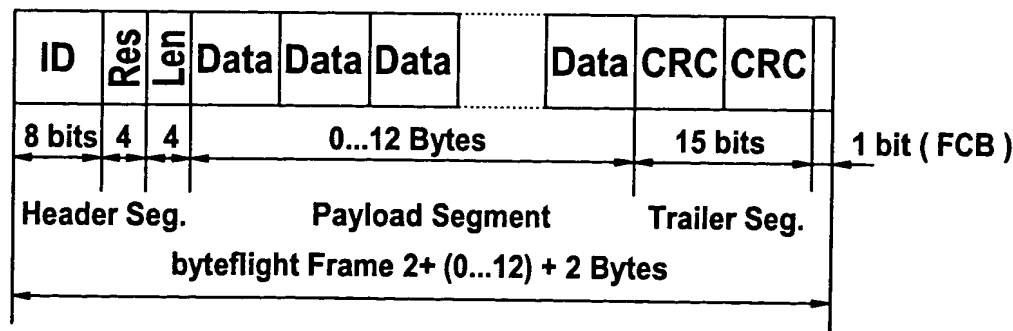 ID Res Len Data Data Data Data CRC CRC
8 bits 4 4 0...12 Bytes 15 bits 1 bit ( FCB )
Header Seg. Payload Segment Trailer Seg.
byteflight Frame 2+ (0...12) + 2 Bytes